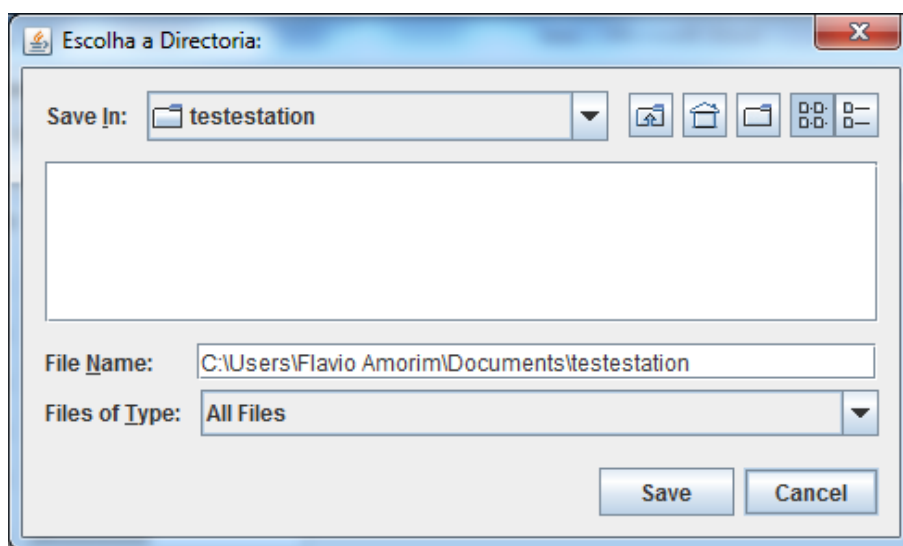 Escolha a Directoria:
Save In: testestation
File Name: C:\Users\Flavio Amorim\Documents\testestation
Files of Type: All Files
Save Cancel